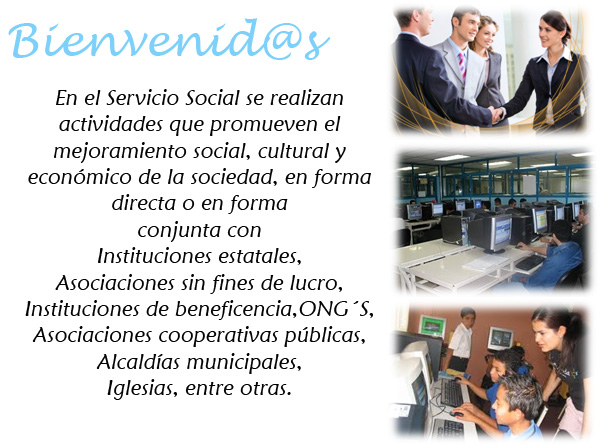 Bienvenid@s
En el Servicio Social se realizan
actividades que promueven el
mejoramiento social, cultural y
económico de la sociedad, en forma
directa o en forma
conjunta con
Instituciones estatales,
Asociaciones sin fines de lucro,
Instituciones de beneficencia,ONG´S,
Asociaciones cooperativas públicas,
Alcaldías municipales,
Iglesias, entre otras.